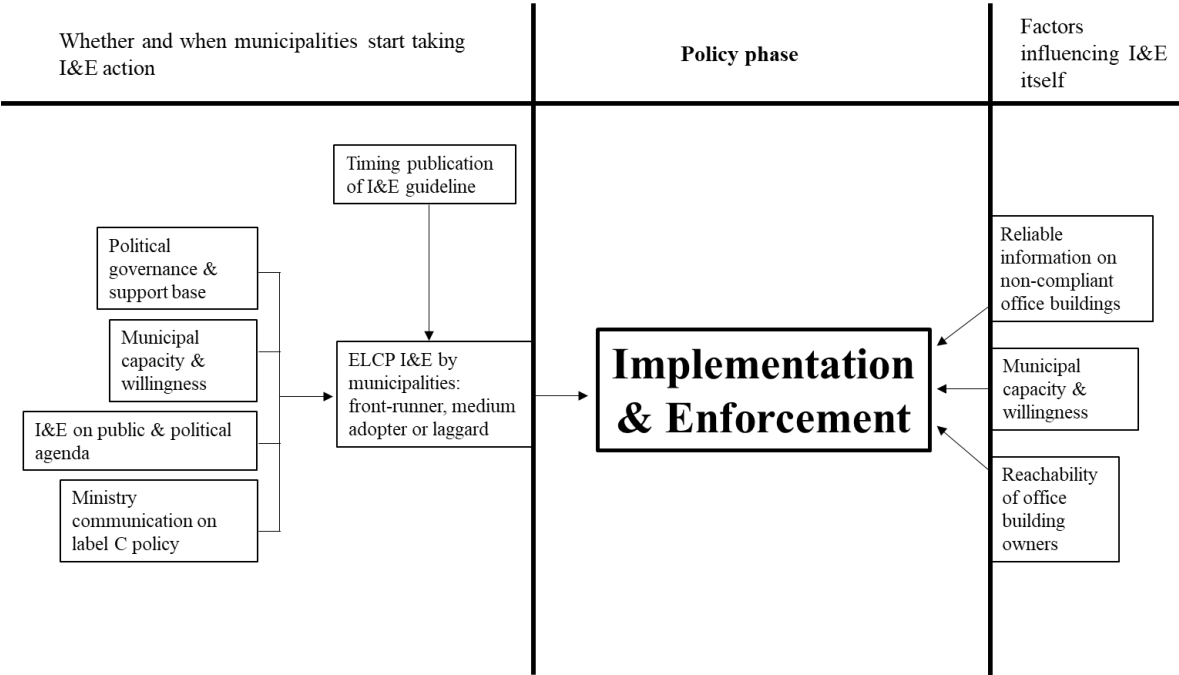 Whether and when municipalities start taking
I&E action
Policy phase
Factors
influencing I&E
itself
Timing publication
of I&E guideline
Political
governance &
support base
Municipal
capacity &
willingness
I&E on public & political
agenda
Ministry
communication on
label C policy
ELCP I&E by
municipalities:
front-runner, medium
adopter or laggard
Implementation
& Enforcement
Reliable
information on
non-compliant
office buildings
Municipal
capacity &
willingness
Reachability
of office
building
owners